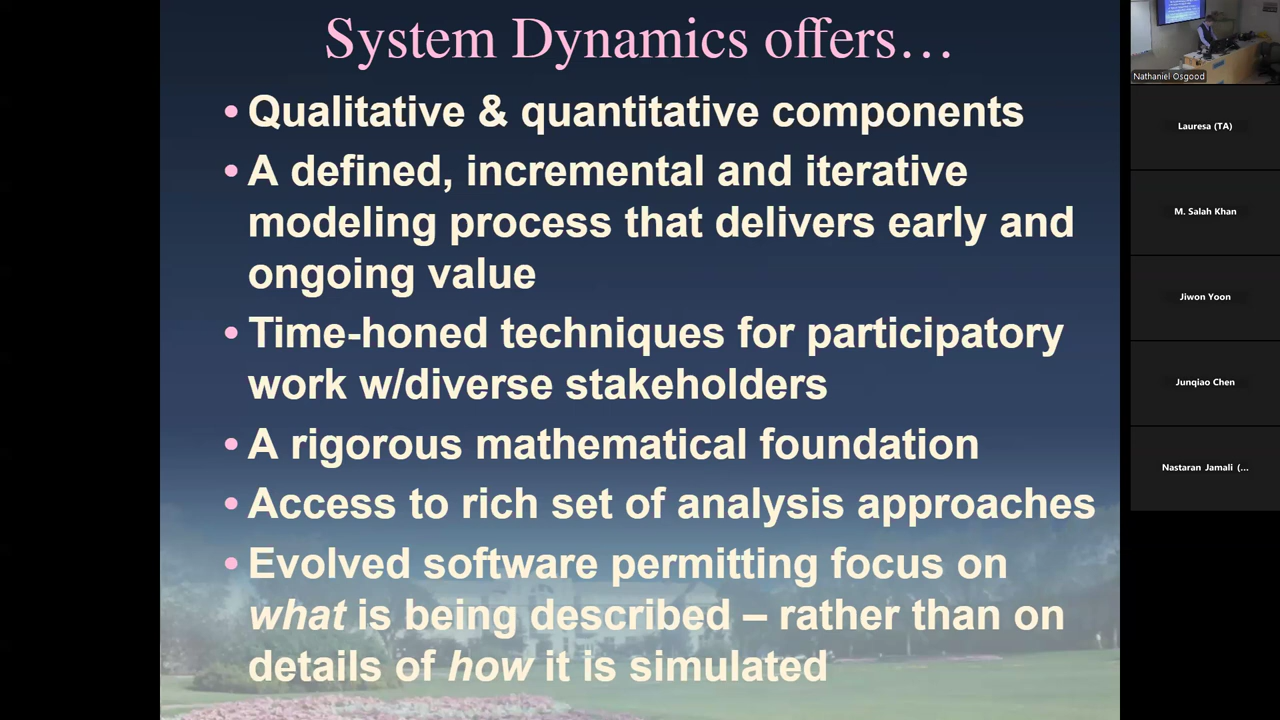 System Dynamics offers…
• Qualitative & quantitative components
• A defined, incremental and iterative
modeling process that delivers early and
ongoing value
• Time-honed techniques for participatory
work w/diverse stakeholders
• A rigorous mathematical foundation
• Access to rich set of analysis approaches
• Evolved software permitting focus on
what is being described – rather than on
details of how it is simulated
Nathaniel Osgood
Lauresa (TA)
M. Salah Khan
Jiwon Yoon
Junqiao Chen
Nastaran Jamali (...